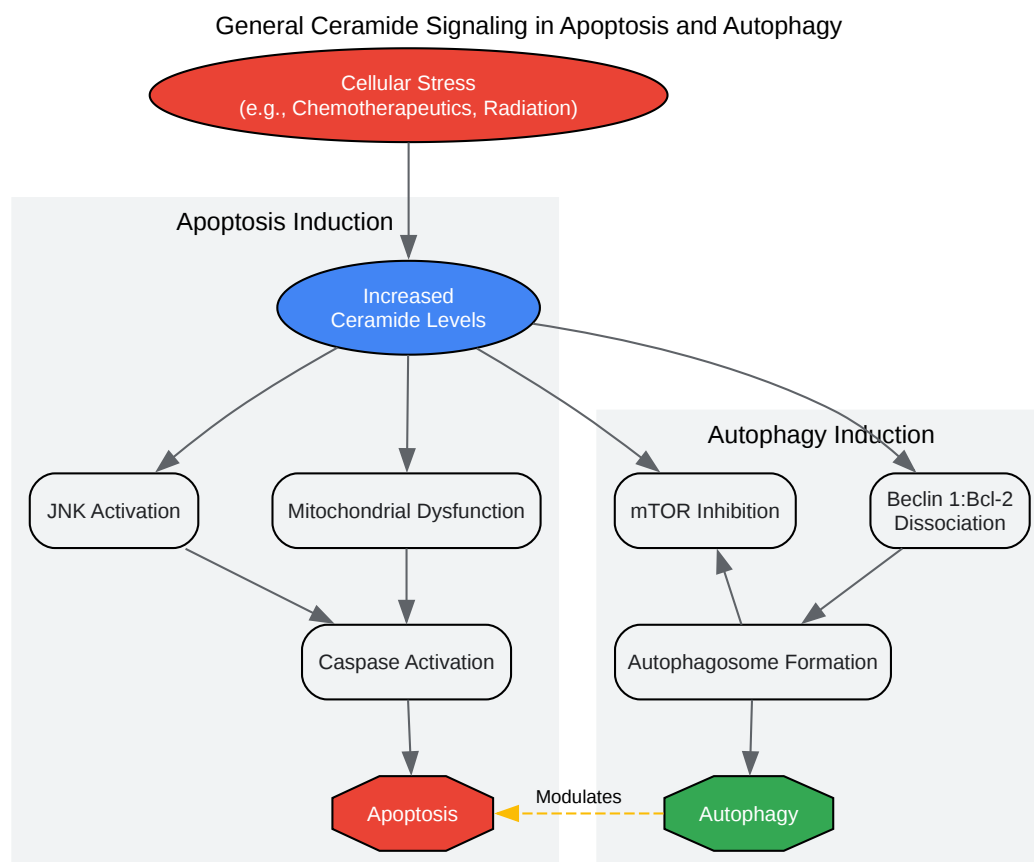 General Ceramide Signaling in Apoptosis and Autophagy
Cellular Stress
(e.g., Chemotherapeutics, Radiation)
Apoptosis Induction
Increased
Ceramide Levels
Autophagy Induction
JNK Activation
Mitochondrial Dysfunction
mTOR Inhibition
Beclin 1:Bcl-2
Dissociation
Caspase Activation
Autophagosome Formation
Apoptosis
Modulates
Autophagy